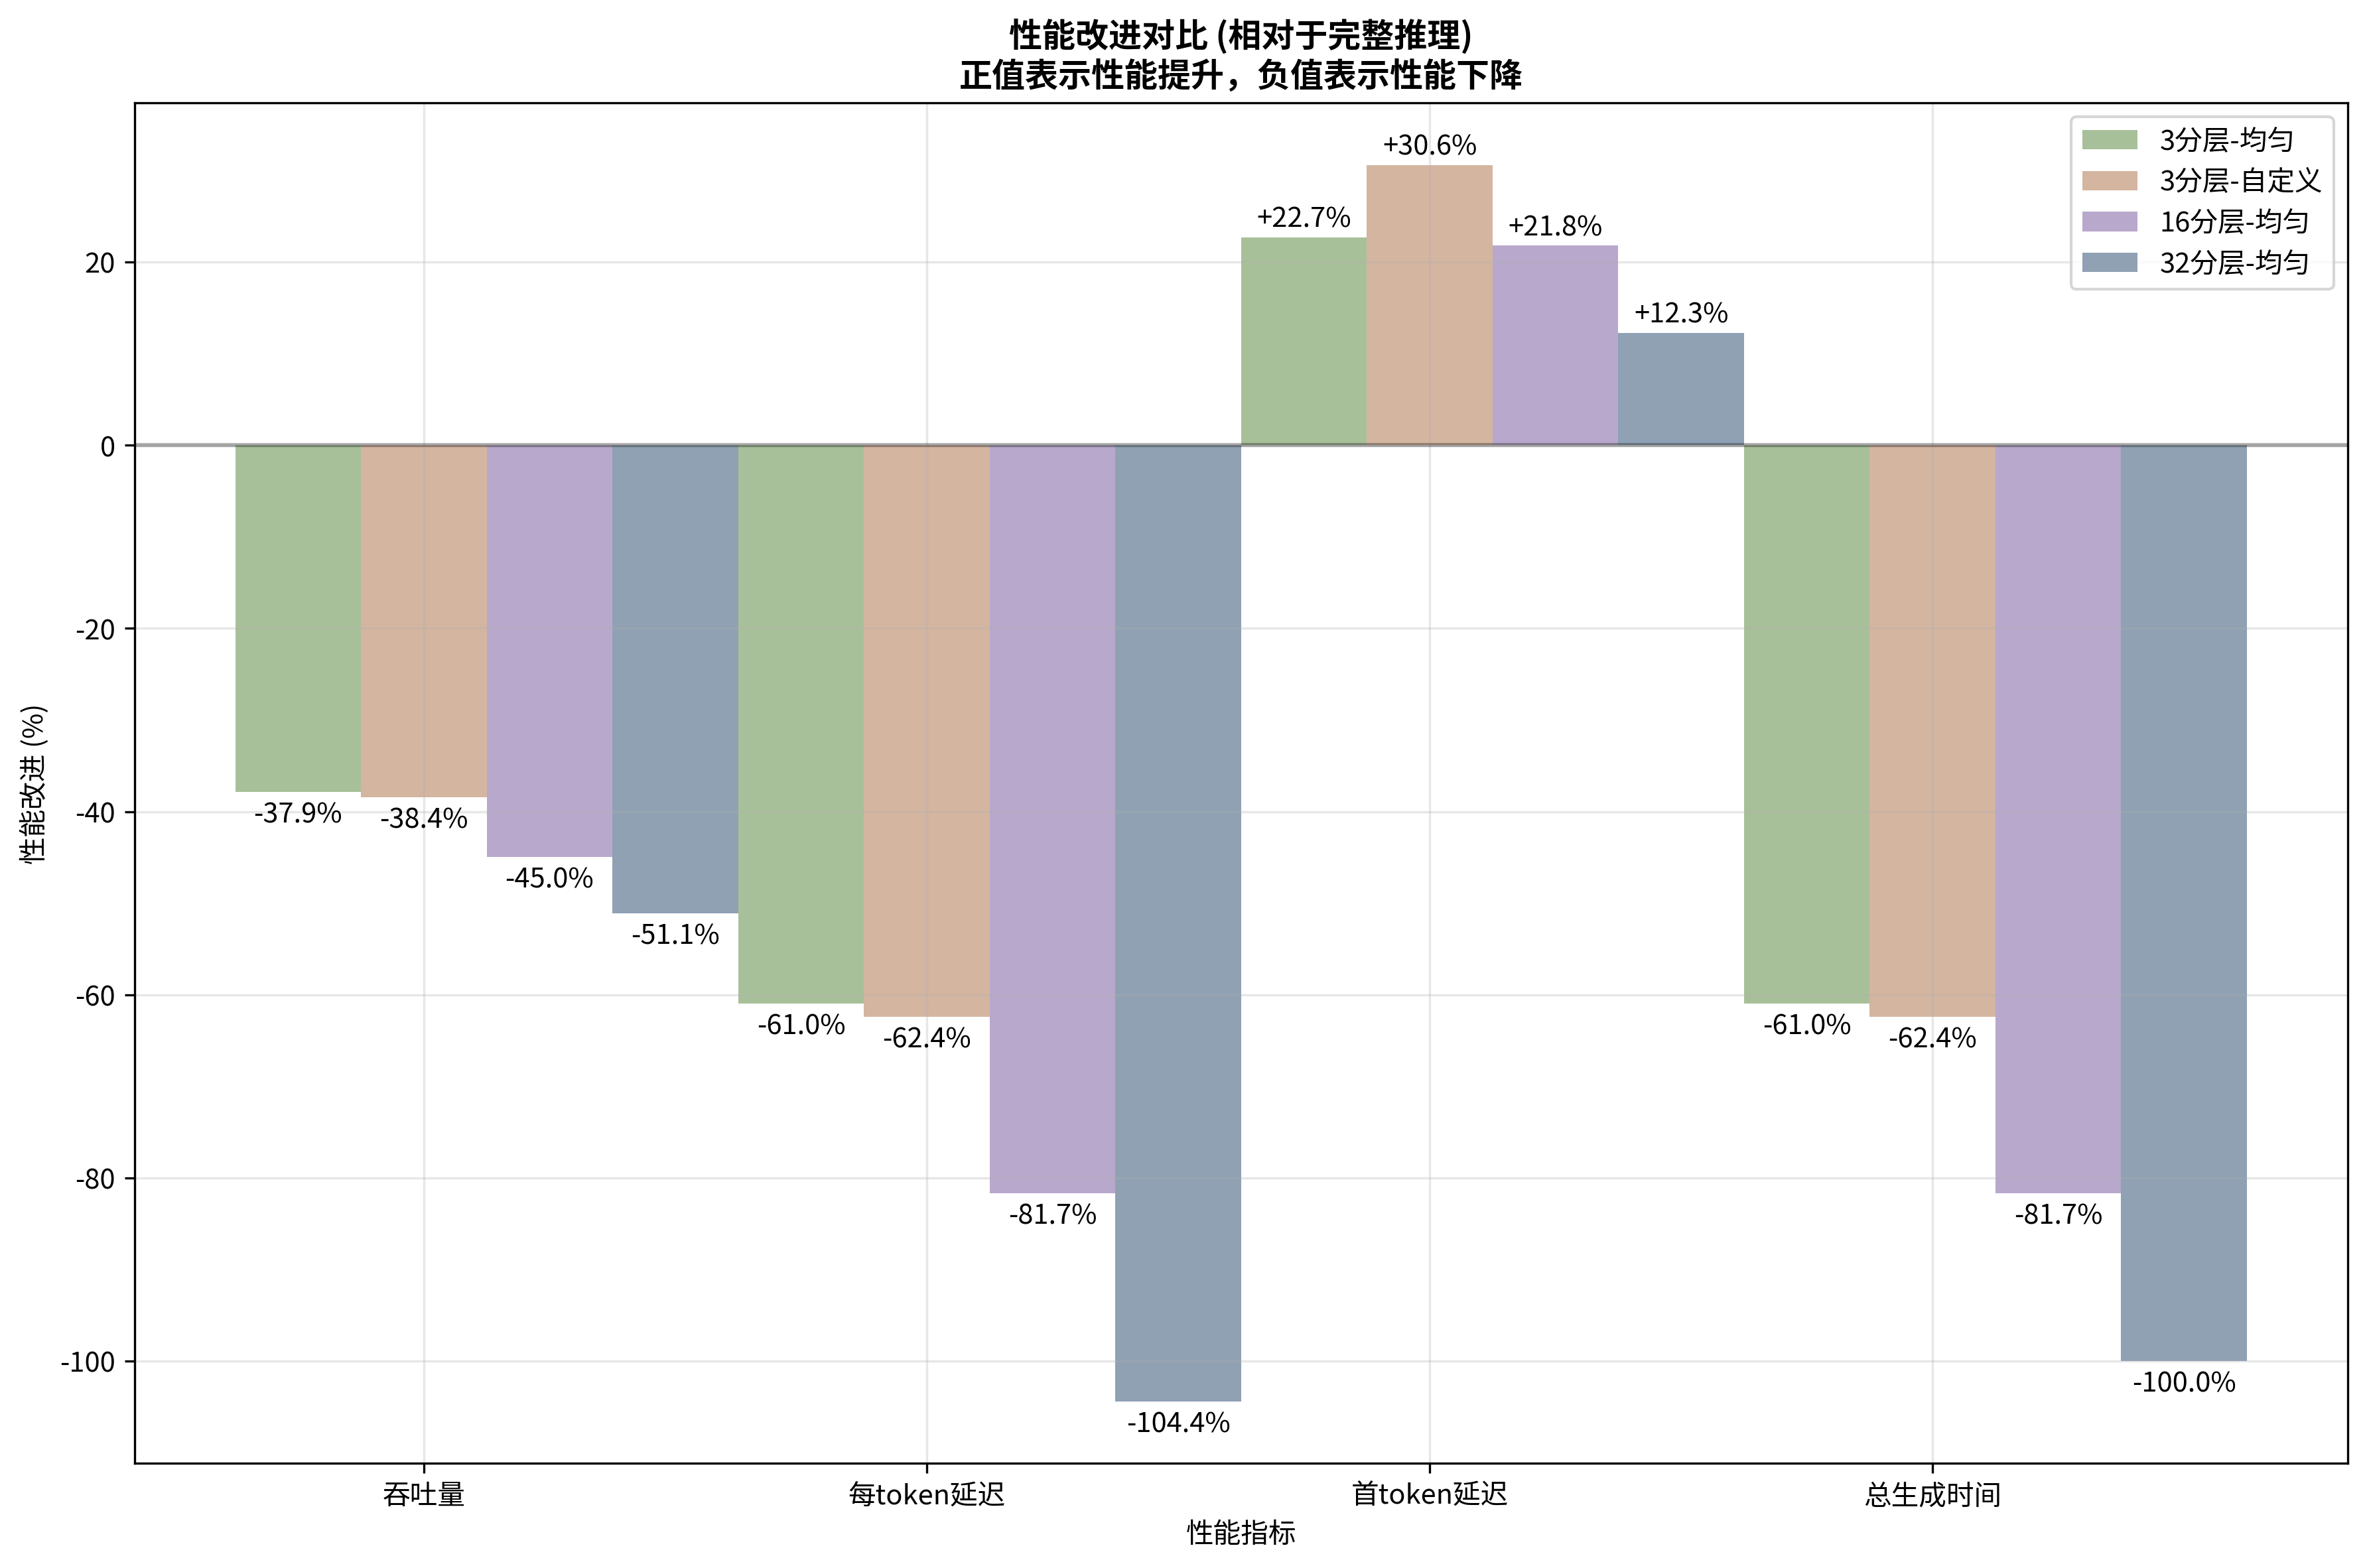 性能改进对比 (相对于完整推理)
正值表示性能提升，负值表示性能下降
3分层-均匀
3分层-自定义
16分层-均匀
32分层-均匀
性能改进 (%)
20
0
-20
-40
-60
-80
-100
-37.9%
-38.4%
-45.0%
-51.1%
-61.0%
-62.4%
-81.7%
-104.4%
+22.7%
+30.6%
+21.8%
+12.3%
-61.0%
-62.4%
-81.7%
-100.0%
吞吐量
每token延迟
首token延迟
总生成时间
性能指标